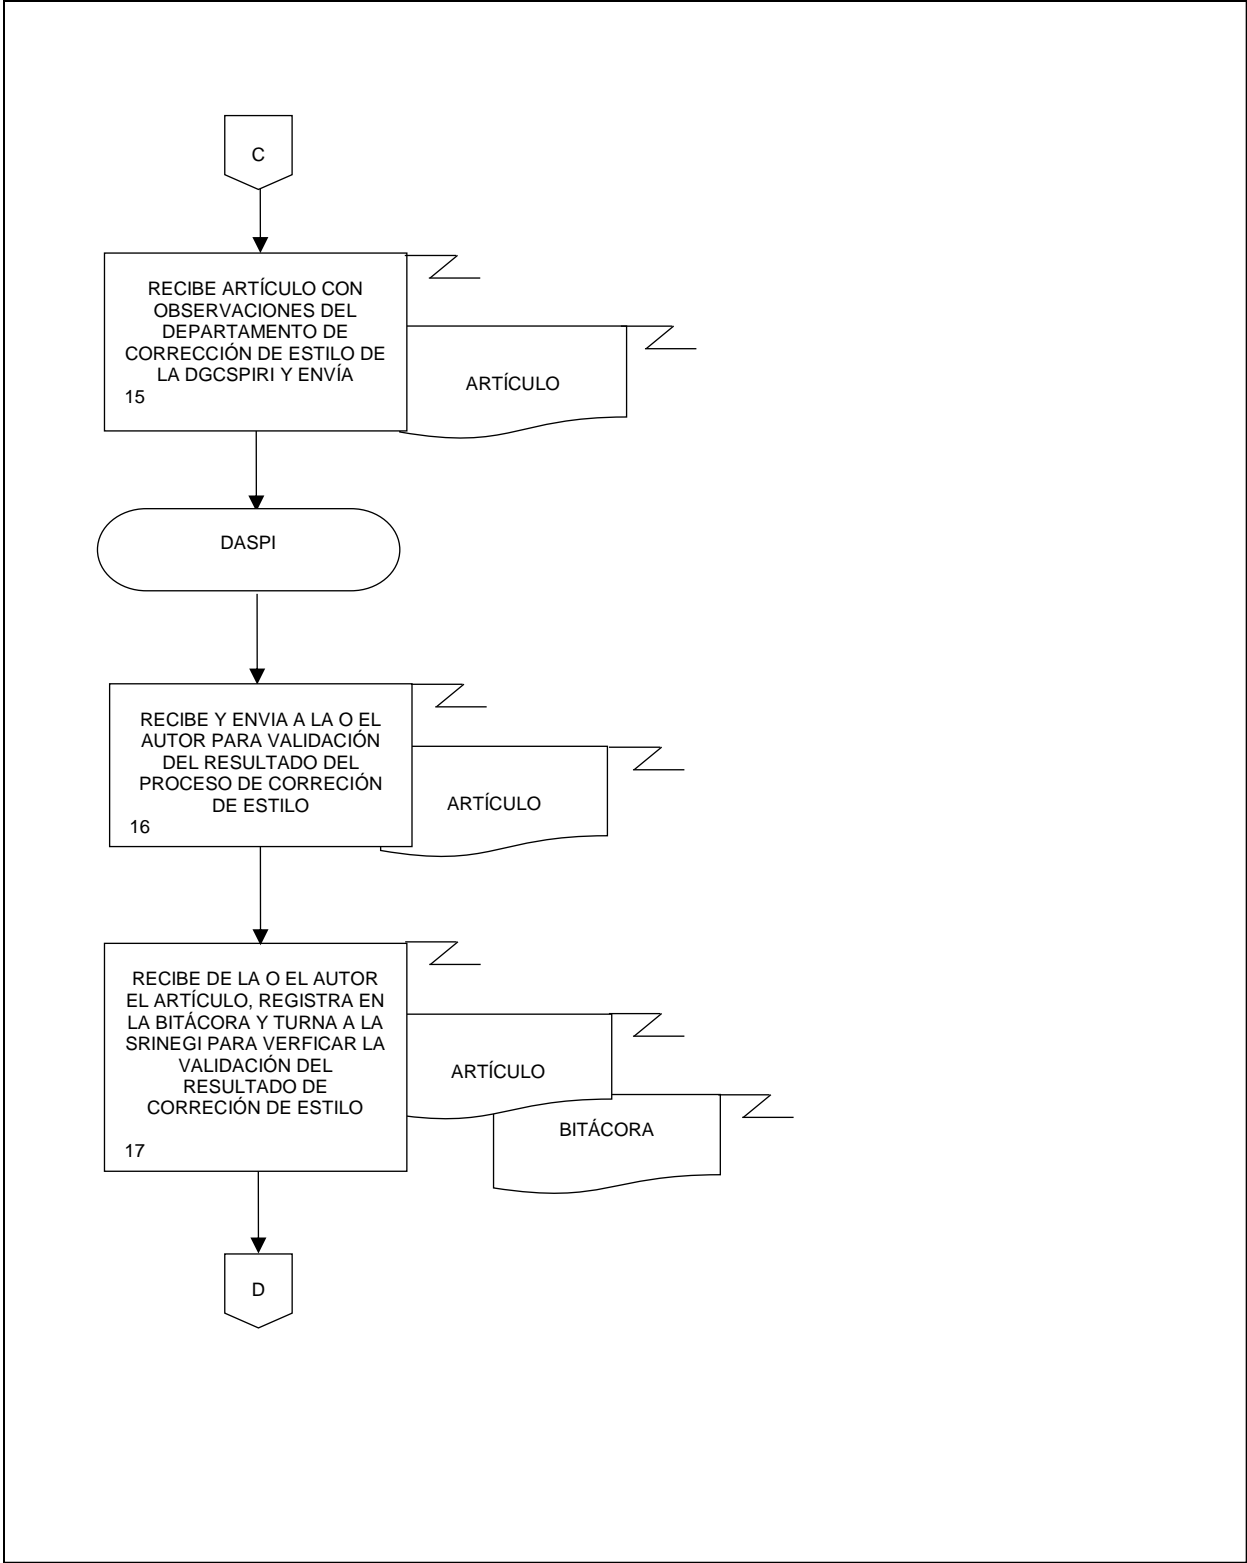 C
RECIBE ARTÍCULO CON
OBSERVACIONES DEL
DEPARTAMENTO DE
CORRECCIÓN DE ESTILO DE
LA DGCSPIRI Y ENVÍA
15
ARTÍCULO
DASPI
RECIBE Y ENVIA A LA O EL
AUTOR PARA VALIDACIÓN
DEL RESULTADO DEL
PROCESO DE CORRECIÓN
DE ESTILO
16
ARTÍCULO
RECIBE DE LA O EL AUTOR
EL ARTÍCULO, REGISTRA EN
LA BITÁCORA Y TURNA A LA
SRINEGI PARA VERFICAR LA
VALIDACIÓN DEL
RESULTADO DE
CORRECIÓN DE ESTILO
17
ARTÍCULO
BITÁCORA
D